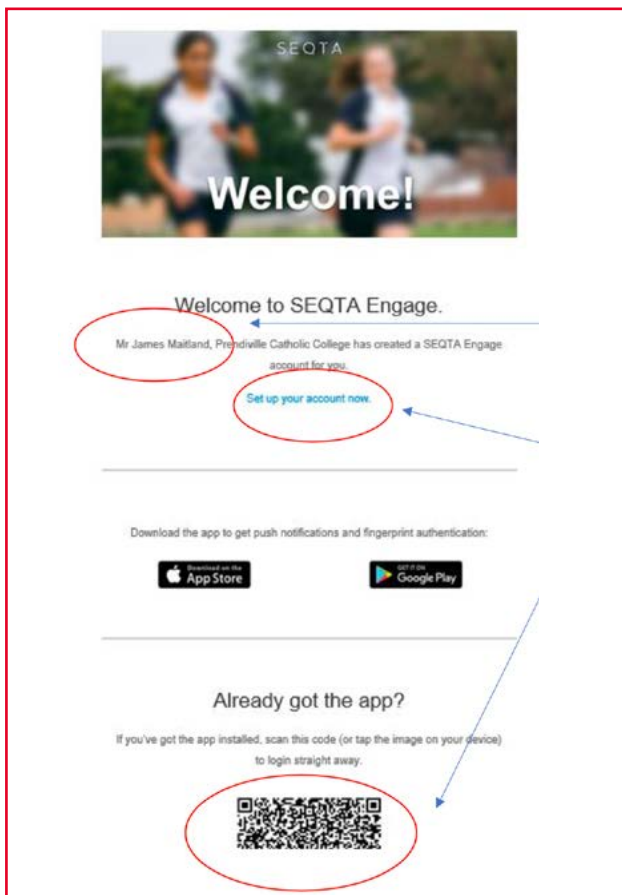 SEQTA
Welcome!
Welcome to SEQTA Engage.
Mr James Maitland, Prendiville Catholic College has created a SEQTA Engage
account for you.
Set up your account now.
Download the app to get push notifications and fingerprint authentication:
Download on the
App Store
GET IT ON
Google Play
Already got the app?
If you've got the app installed, scan this code (or tap the image on your device)
to login straight away.